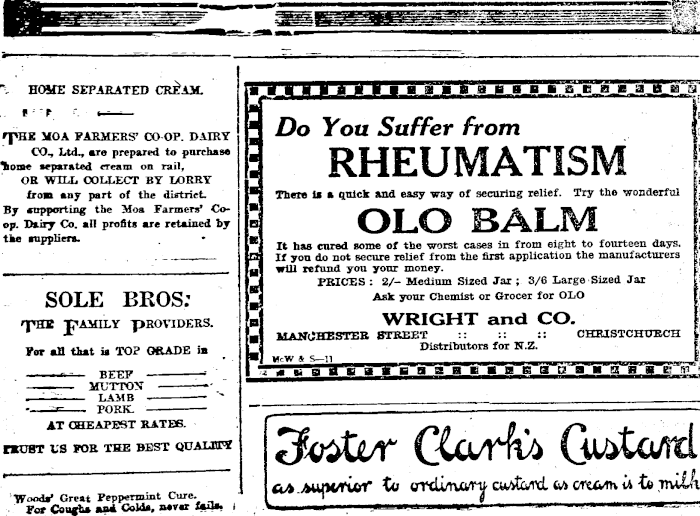 HOME SEPARATED CREAM.
THE MOA FARMERS' CO-OP. DAIRY
CO., Ltd., are prepared to purchase
home separated cream on rail,
OR WILL COLLECT BY LORRY
from any part of the district.
By supporting the Moa Farmers' Co-
op. Dairy Co. all profits are retained by
the suppliers.
SOLE BROS.
THE FAMILY PROVIDERS.
For all that is TOP GRADE in
BEEF
MUTTON
LAMB
PORK.
AT CHEAPEST RATES.
TRUST US FOR THE BEST QUALITY
Woods' Great Peppermint Cure.
For Coughs and Colds, never fails.
Do You Suffer from
RHEUMATISM
There is a quick and easy way of securing relief. Try the wonderful
OLO BALM
It has cured some of the worst cases in from eight to fourteen days.
If you do not secure relief from the first application the manufacturers
will refund you your money.
PRICES : 2/- Medium Sized Jar ; 3/6 Large Sized Jar
Ask your Chemist or Grocer for OLO
WRIGHT and CO.
MANCHESTER STREET :: :: :: CHRISTCHURCH
Distributors for N.Z.
McW & S—11
Foster Clark's Custard
as superior to ordinary custard as cream is to milk